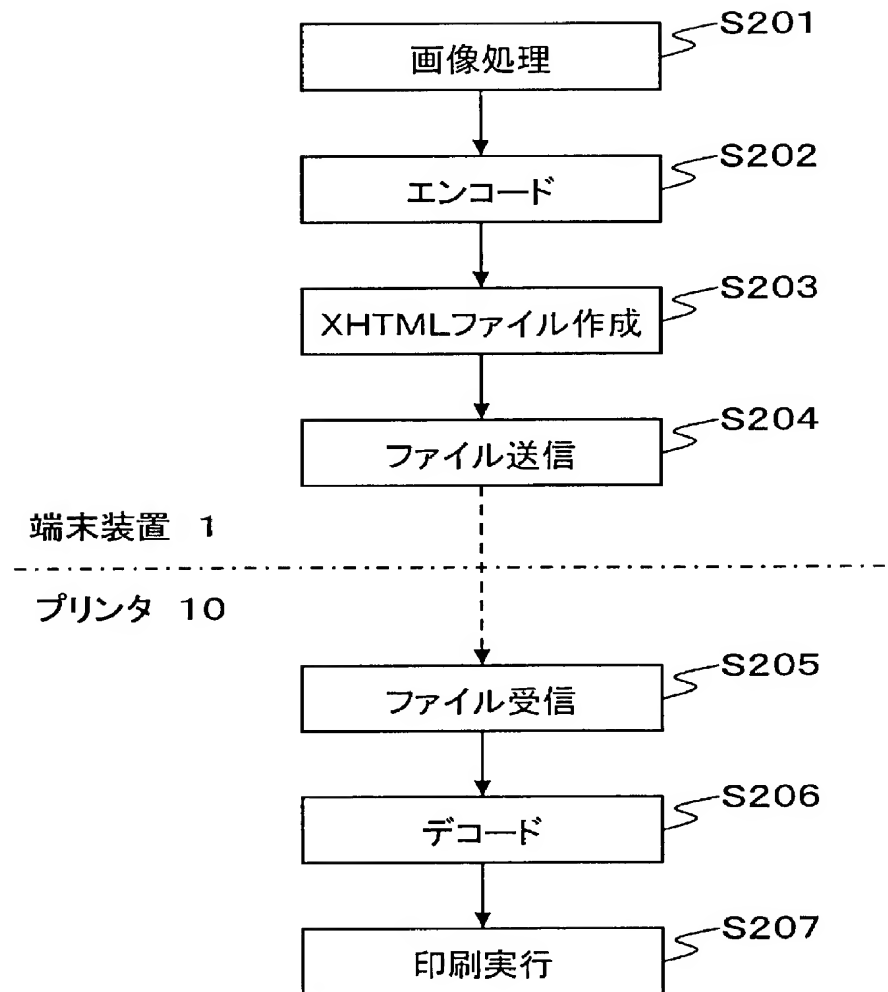 S201
画像処理
S202
エンコード
S203
XHTMLファイル作成
S204
ファイル送信
端末装置 1
プリンタ 10
S205
ファイル受信
S206
デコード
S207
印刷実行